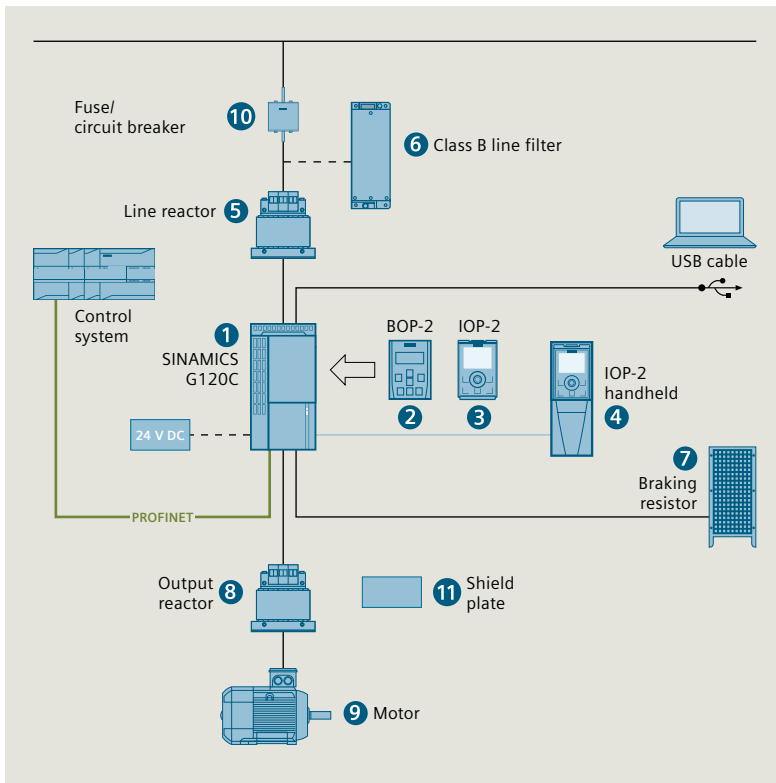 Fuse/
circuit breaker
10
6 Class B line filter
Line reactor 5
USB cable
Control
system
1
SINAMICS
G120C
BOP-2
IOP-2
2
3
IOP-2
handheld
4
24 V DC
7
Braking
resistor
PROFINET
Output
reactor
8
11
Shield
plate
9 Motor